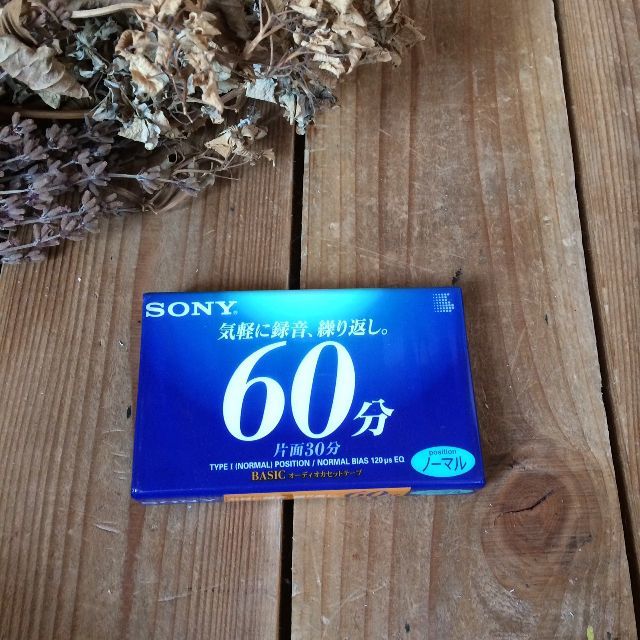 SONY®
気軽に録音、繰り返し。
60分
片面30分
TYPE I (NORMAL) POSITION / NORMAL BIAS 120 μs EQ
BASIC オーディオカセットテープ
position
ノーマル